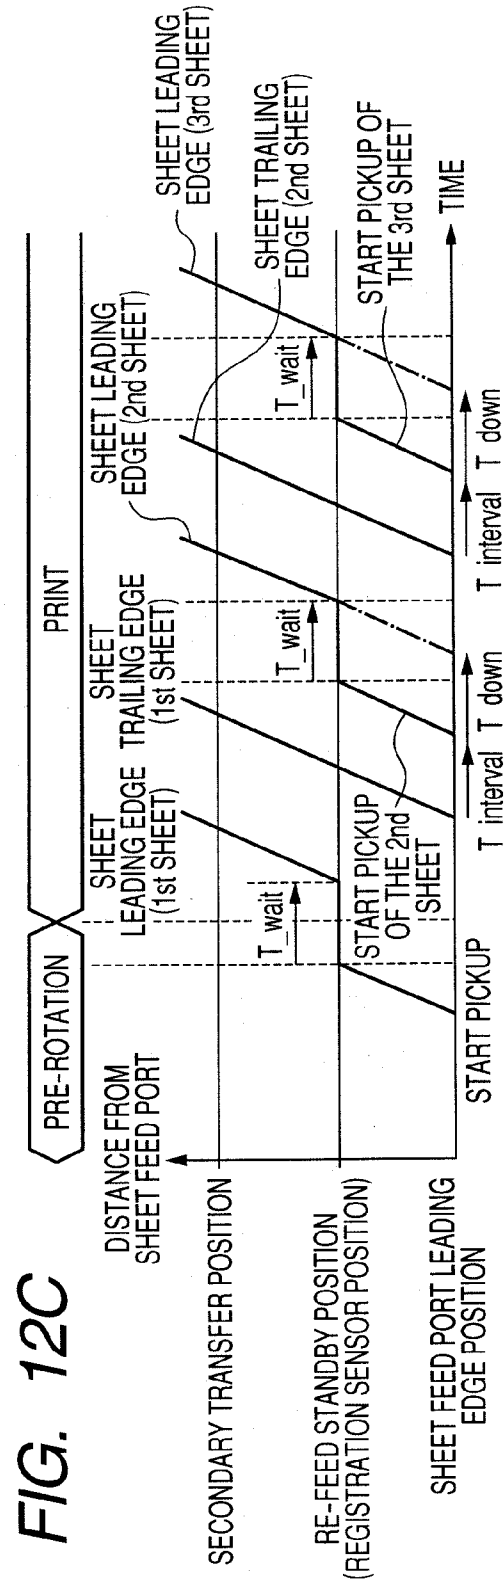 FIG. 12C
PRE-ROTATION
PRINT
DISTANCE FROM
SHEET FEED PORT
SHEET
LEADING EDGE
(1st SHEET)
SHEET
TRAILING EDGE
(1st SHEET)
SHEET LEADING
EDGE (2nd SHEET)
SHEET TRAILING
EDGE (2nd SHEET)
SHEET LEADING
EDGE (3rd SHEET)
SECONDARY TRANSFER POSITION
RE-FEED STANDBY POSITION
(REGISTRATION SENSOR POSITION)
T_wait
T_wait
T_wait
START PICKUP
OF THE 2nd
SHEET
START PICKUP OF
THE 3rd SHEET
SHEET FEED PORT LEADING
EDGE POSITION
TIME
START PICKUP
T interval
T down
T interval
T down